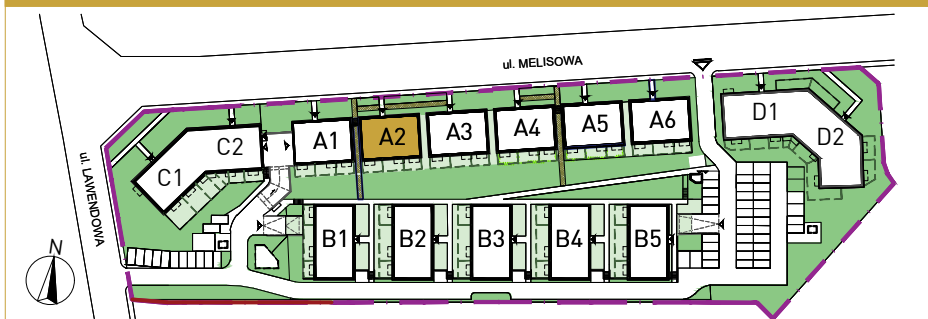 ul. MELISOWA
ul. LAWENDOWA
A1
A2
A3
A4
A5
A6
D1
D2
C2
C1
B1
B2
B3
B4
B5
N